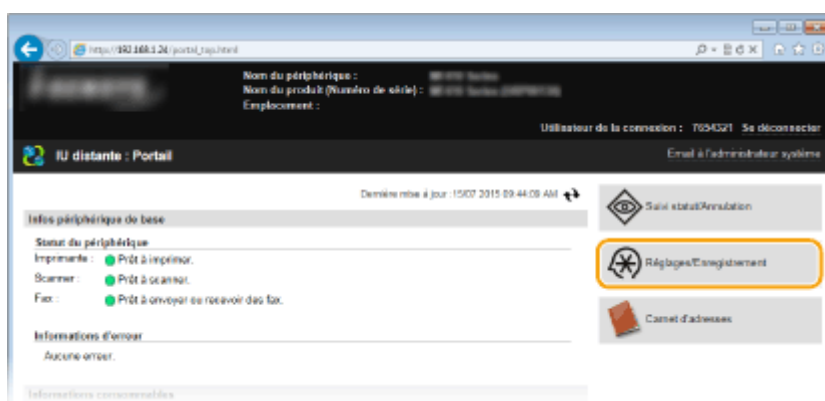 http://192.168.1.24/portal_top.html
Nom du périphérique :
Nom du produit (Numéro de série) :
Emplacement :
Utilisateur de la connexion : 7654321 Se déconnecter
IU distante : Portail
Email à l'administrateur système
Dernière mise à jour :15/07 2015 09:44:09 AM
Infos périphérique de base
Statut du périphérique
Imprimante : Prêt à imprimer.
Scanner : Prêt à scanner.
Fax : Prêt à envoyer ou recevoir des fax.
Informations d'erreur
Aucune erreur.
Informations consommables
Suivi statut/Annulation
Réglages/Enregistrement
Carnet d'adresses